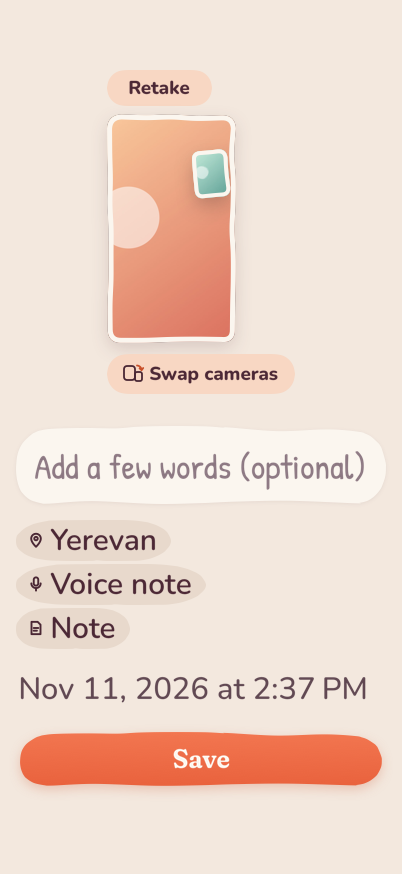 Retake
Swap cameras
Add a few words (optional)
Yerevan
Voice note
Note
Nov 11, 2026 at 2:37 PM
Save